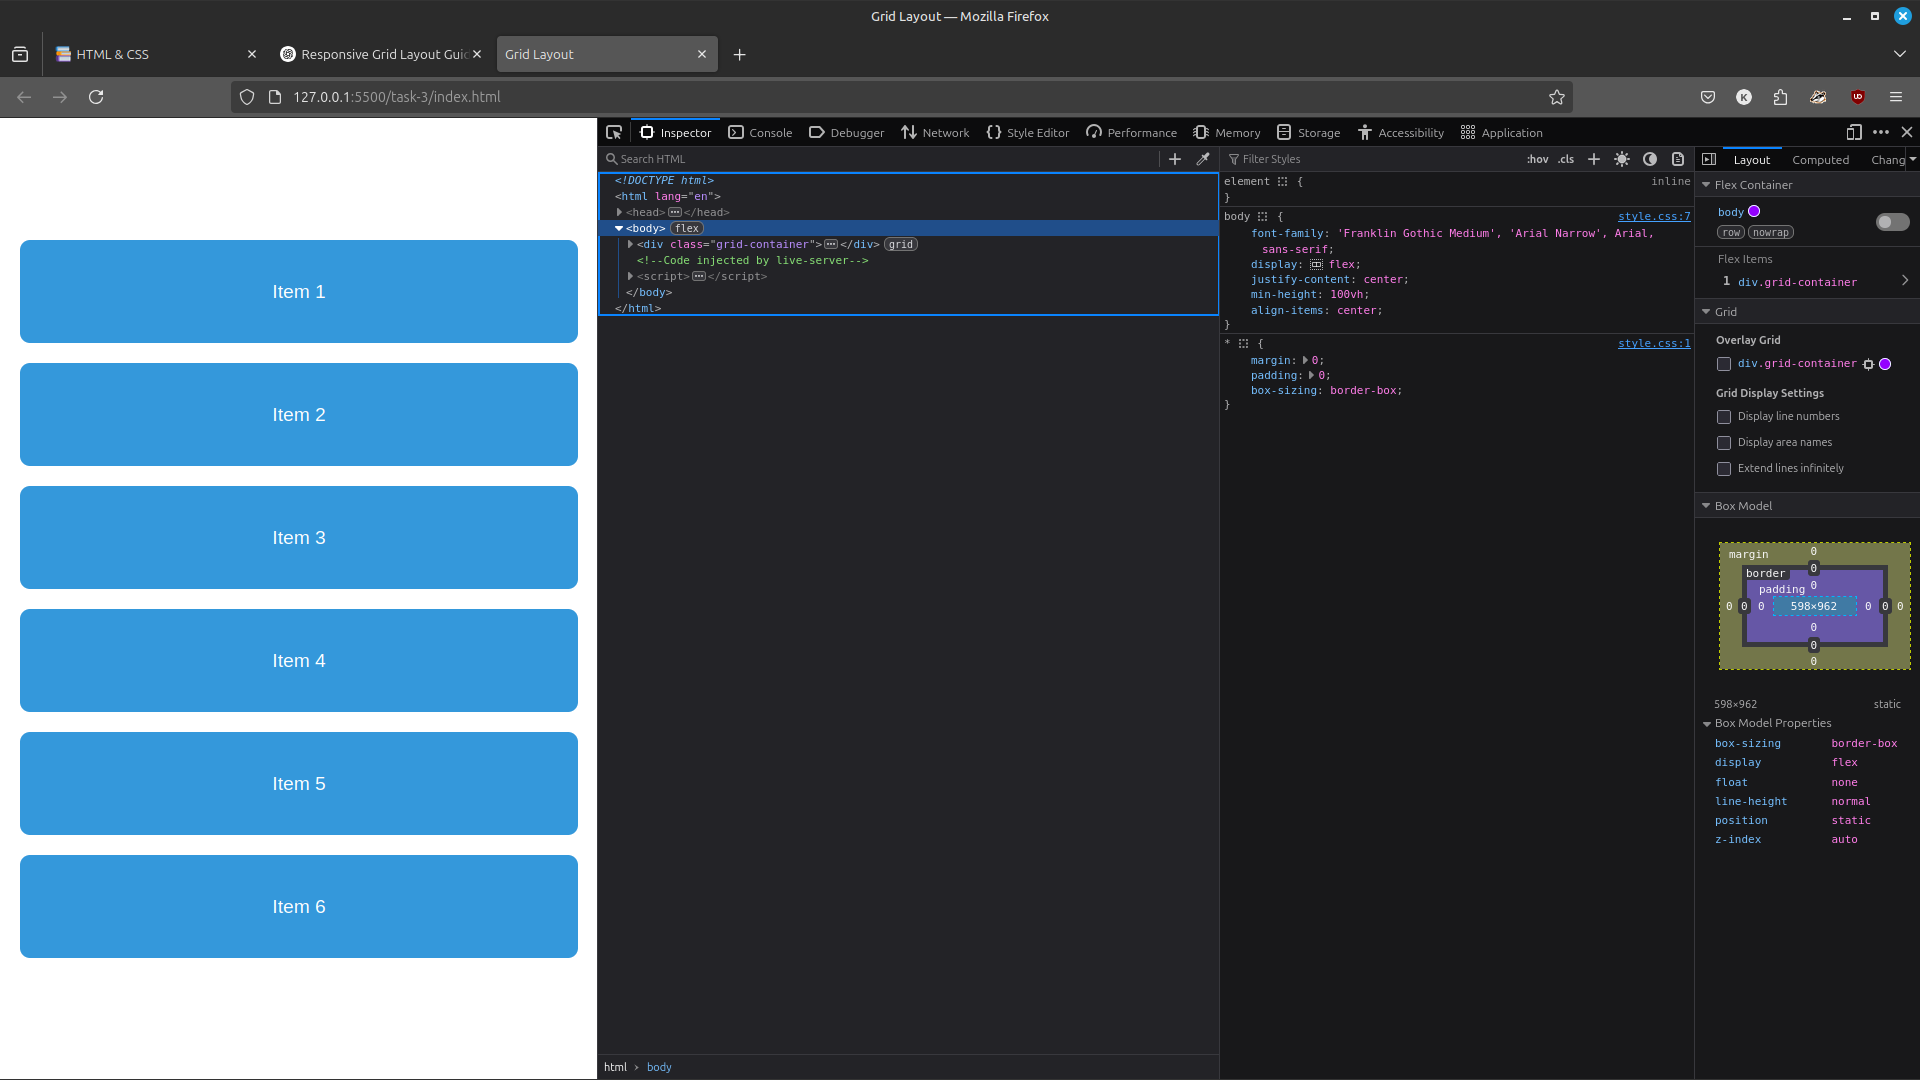 Grid Layout — Mozilla Firefox
HTML & CSS
Responsive Grid Layout Guid
Grid Layout
127.0.0.1:5500/task-3/index.html
K
Item 1
Item 2
Item 3
Item 4
Item 5
Item 6
Inspector Console Debugger Network Style Editor Performance Memory Storage Accessibility Application
Search HTML
<!DOCTYPE html>
<html lang="en">
<head> ••• </head>
<body> flex
<div class="grid-container"> ••• </div> grid
<!--Code injected by live-server-->
<script> ••• </script>
</body>
</html>
html › body
Filter Styles :hov .cls
element { inline
}
body { style.css:7
font-family: 'Franklin Gothic Medium', 'Arial Narrow', Arial,
sans-serif;
display: flex;
justify-content: center;
min-height: 100vh;
align-items: center;
}
* { style.css:1
margin: 0;
padding: 0;
box-sizing: border-box;
}
Layout Computed Chang
Flex Container
body
row nowrap
Flex Items
1 div.grid-container
Grid
Overlay Grid
div.grid-container
Grid Display Settings
Display line numbers
Display area names
Extend lines infinitely
Box Model
margin 0
border 0
padding 0
0 0 0 598×962 0 0 0
0
0
0
598×962 static
Box Model Properties
box-sizing border-box
display flex
float none
line-height normal
position static
z-index auto